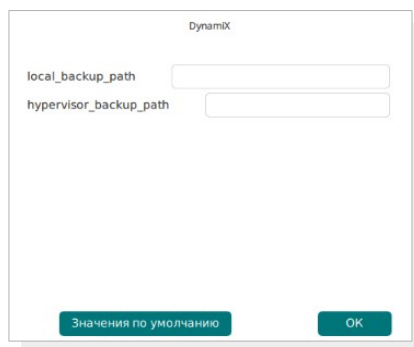 DynamiX
local_backup_path
hypervisor_backup_path
Значения по умолчанию OK